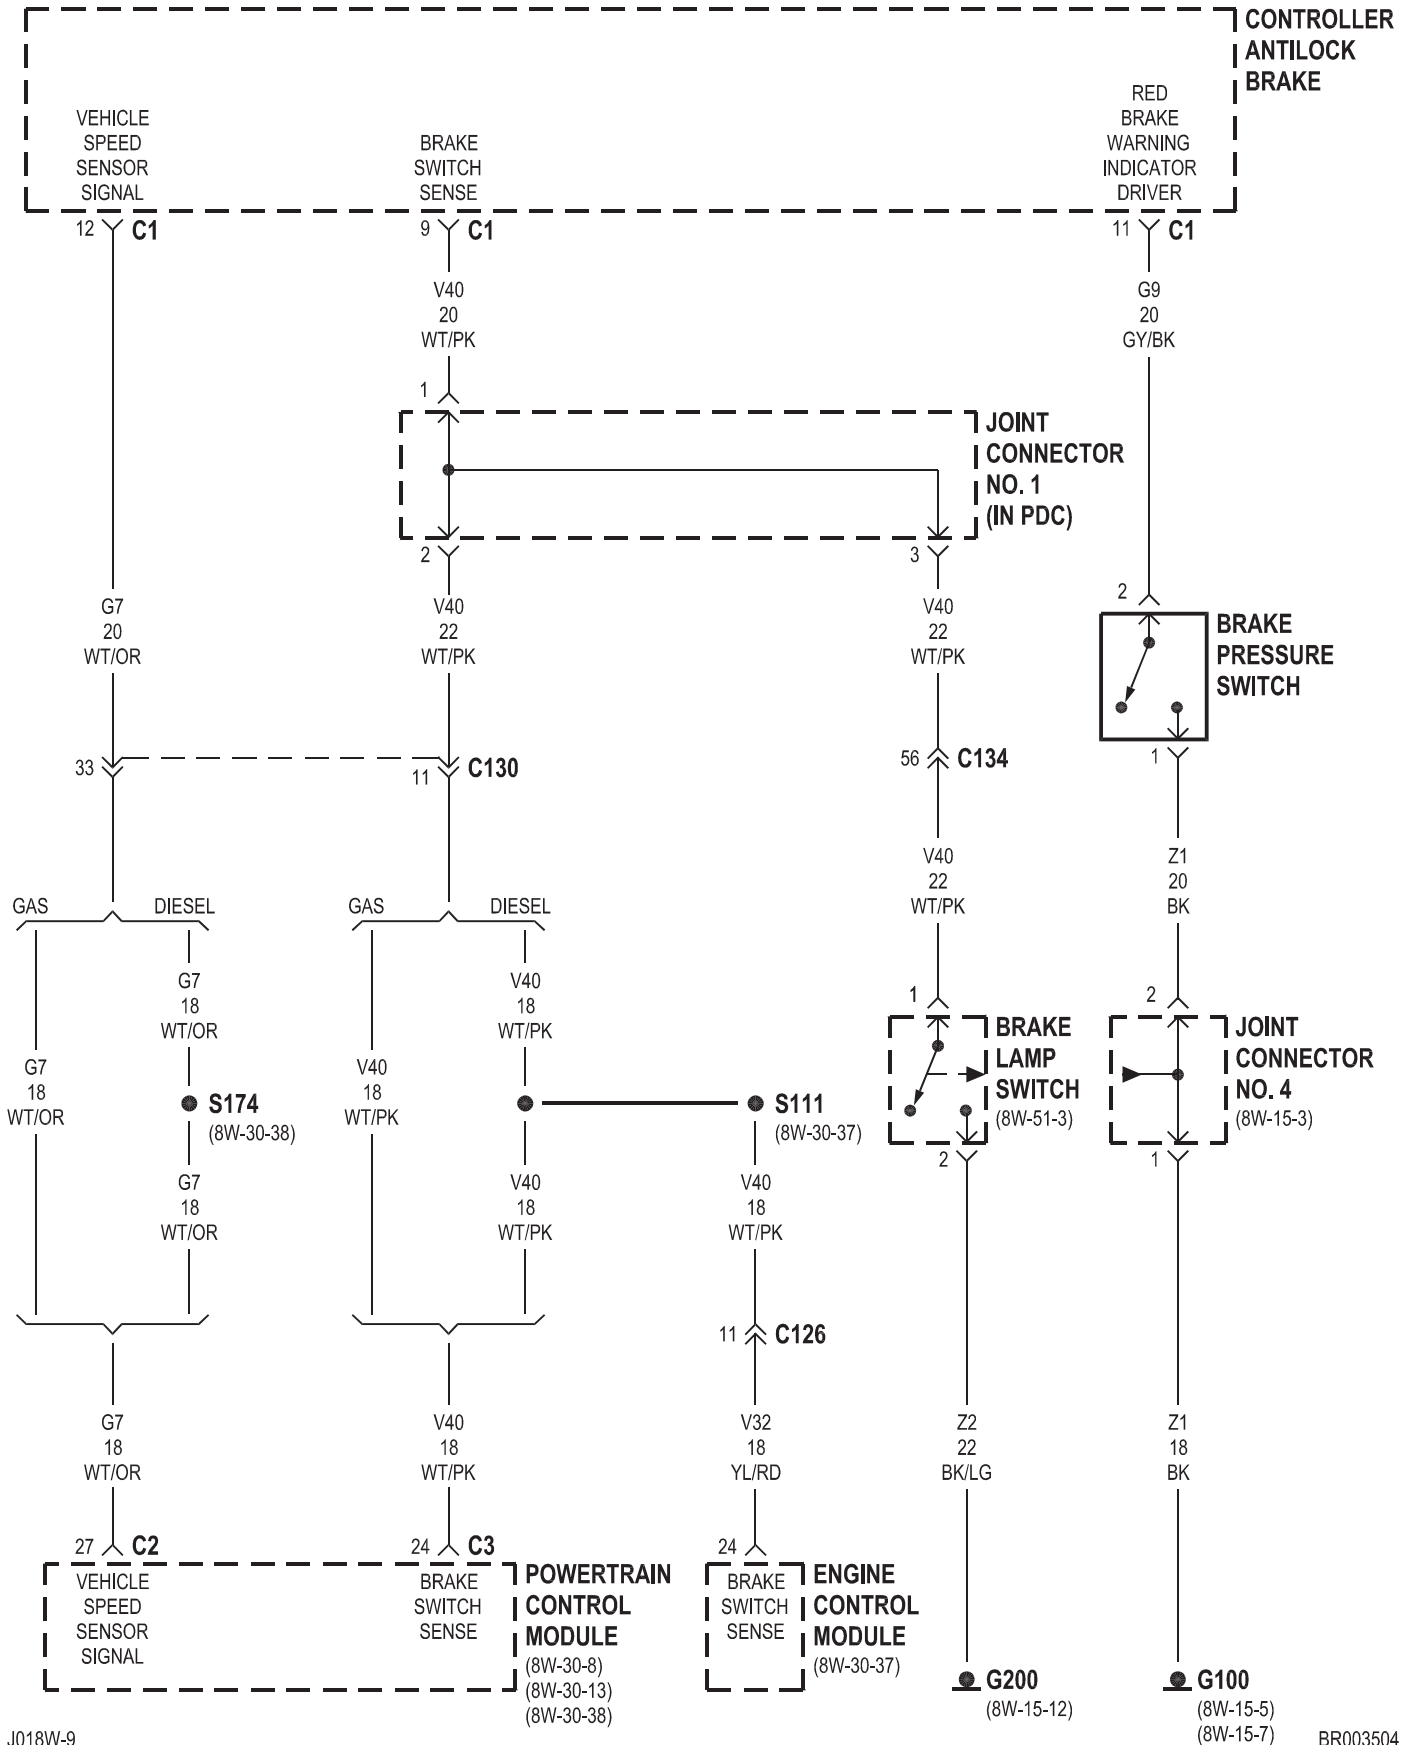 CONTROLLER
ANTILOCK
BRAKE
VEHICLE
SPEED
SENSOR
SIGNAL
BRAKE
SWITCH
SENSE
RED
BRAKE
WARNING
INDICATOR
DRIVER
12 C1
9 C1
11 C1
V40
20
WT/PK
G9
20
GY/BK
1
JOINT
CONNECTOR
NO. 1
(IN PDC)
2
3
G7
20
WT/OR
V40
22
WT/PK
V40
22
WT/PK
2
BRAKE
PRESSURE
SWITCH
1
33
11 C130
56 C134
V40
22
WT/PK
Z1
20
BK
GAS DIESEL
GAS DIESEL
G7
18
WT/OR
G7
18
WT/OR
V40
18
WT/PK
V40
18
WT/PK
S174
(8W-30-38)
S111
(8W-30-37)
1
BRAKE
LAMP
SWITCH
(8W-51-3)
2
2
JOINT
CONNECTOR
NO. 4
(8W-15-3)
1
G7
18
WT/OR
V40
18
WT/PK
V40
18
WT/PK
11 C126
G7
18
WT/OR
V40
18
WT/PK
V32
18
YL/RD
Z2
22
BK/LG
Z1
18
BK
27 C2
24 C3
24
VEHICLE
SPEED
SENSOR
SIGNAL
BRAKE
SWITCH
SENSE
POWERTRAIN
CONTROL
MODULE
(8W-30-8)
(8W-30-13)
(8W-30-38)
BRAKE
SWITCH
SENSE
ENGINE
CONTROL
MODULE
(8W-30-37)
G200
(8W-15-12)
G100
(8W-15-5)
(8W-15-7)
J018W-9
BR003504